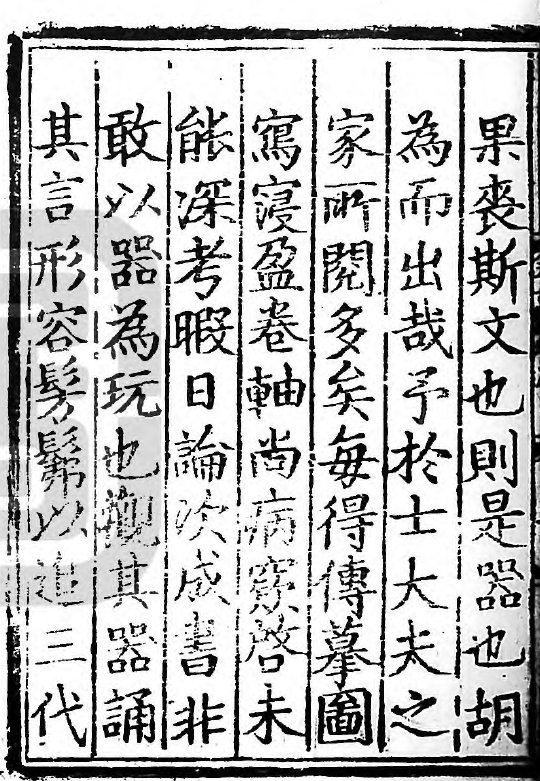 果喪斯文也則是器也胡
為而出哉予於士大夫之
家所閱多矣每得傳摹圖
寫寖盈卷軸尚病窾啓未
能深考暇日論次成書非
敢以器為玩也觀其器誦
其言形容髣髴以追三代